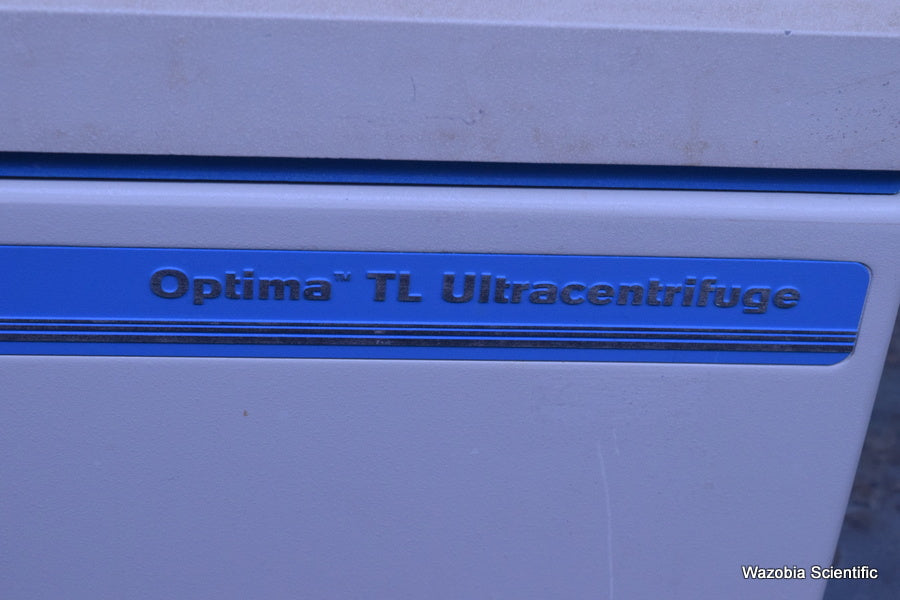 Optima™ TL Ultracentrifuge
Wazobia Scientific